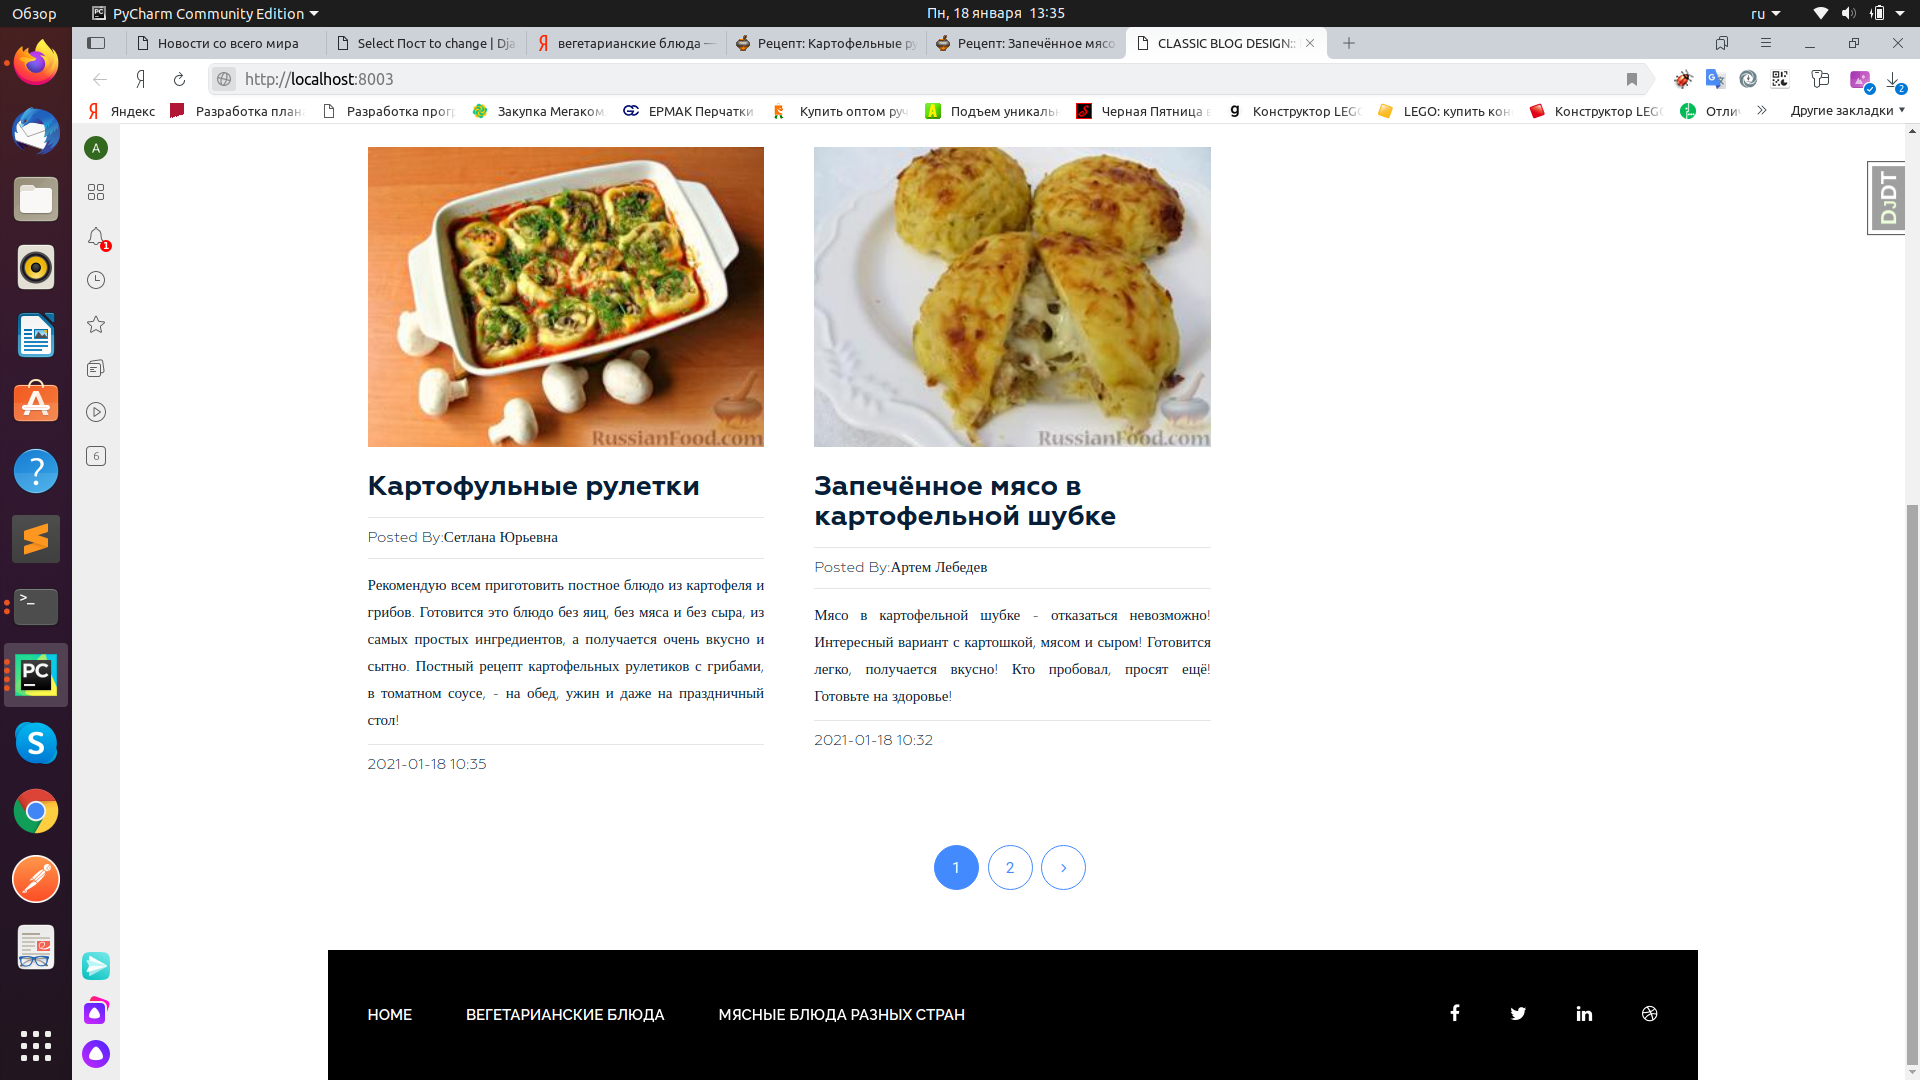 Обзор
PyCharm Community Edition
Пн, 18 января 13:35
ru
Новости со всего мира
Select Пост to change | Dja
вегетарианские блюда —
Рецепт: Картофельные ру
Рецепт: Запечённое мясо
CLASSIC BLOG DESIGN::
http://localhost:8003
2
Яндекс
Разработка плана
Разработка прог
Закупка Мегаком
ЕРМАК Перчатки
Купить оптом руч
Подъем уникаль
Черная Пятница в
Конструктор LEGO
LEGO: купить кон
Конструктор LEGO
Отли
Другие закладки
A
1
6
DjDT
RussianFood.com
RussianFood.com
Картофульные рулетки
Posted By:Сетлана Юрьевна
Рекомендую всем приготовить постное блюдо из картофеля и
грибов. Готовится это блюдо без яиц, без мяса и без сыра, из
самых простых ингредиентов, а получается очень вкусно и
сытно. Постный рецепт картофельных рулетиков с грибами,
в томатном соусе, - на обед, ужин и даже на праздничный
стол!
2021-01-18 10:35
Запечённое мясо в
картофельной шубке
Posted By:Артем Лебедев
Мясо в картофельной шубке - отказаться невозможно!
Интересный вариант с картошкой, мясом и сыром! Готовится
легко, получается вкусно! Кто пробовал, просят ещё!
Готовьте на здоровье!
2021-01-18 10:32
1 2 >
HOME
ВЕГЕТАРИАНСКИЕ БЛЮДА
МЯСНЫЕ БЛЮДА РАЗНЫХ СТРАН